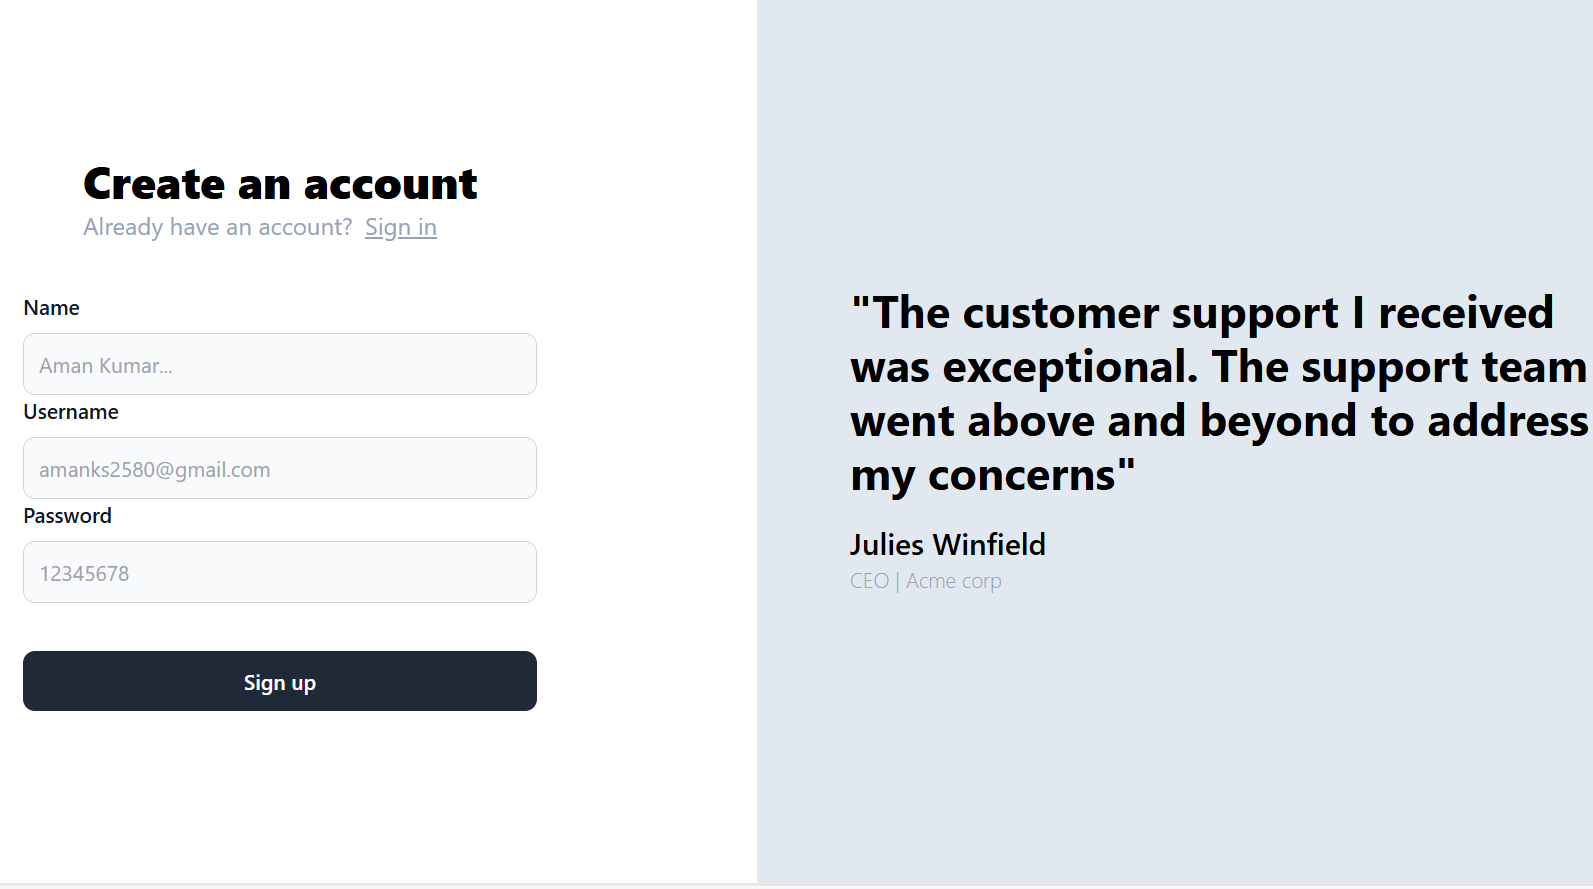 Create an account
Already have an account? Sign in
Name
Aman Kumar...
Username
amanks2580@gmail.com
Password
12345678
Sign up
"The customer support I received
was exceptional. The support team
went above and beyond to address
my concerns"
Julies Winfield
CEO | Acme corp